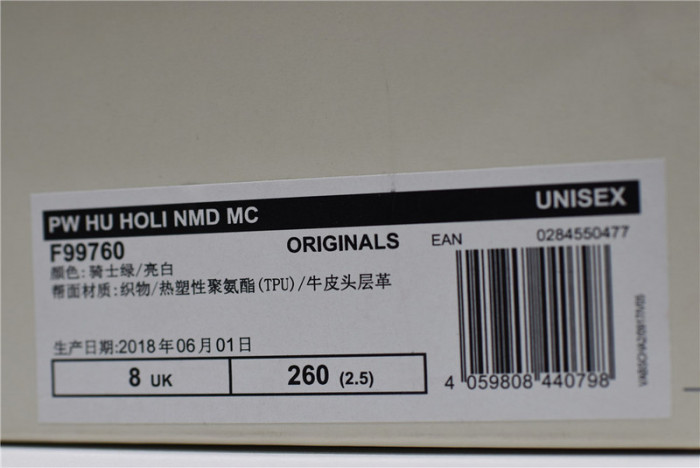 PW HU HOLI NMD MC UNISEX
F99760 ORIGINALS EAN 0284550477
颜色:骑士绿/亮白
帮面材质:织物/热塑性聚氨酯(TPU)/牛皮头层革
生产日期:2018年06月01日
8 UK 260 (2.5)
4 059808 440798